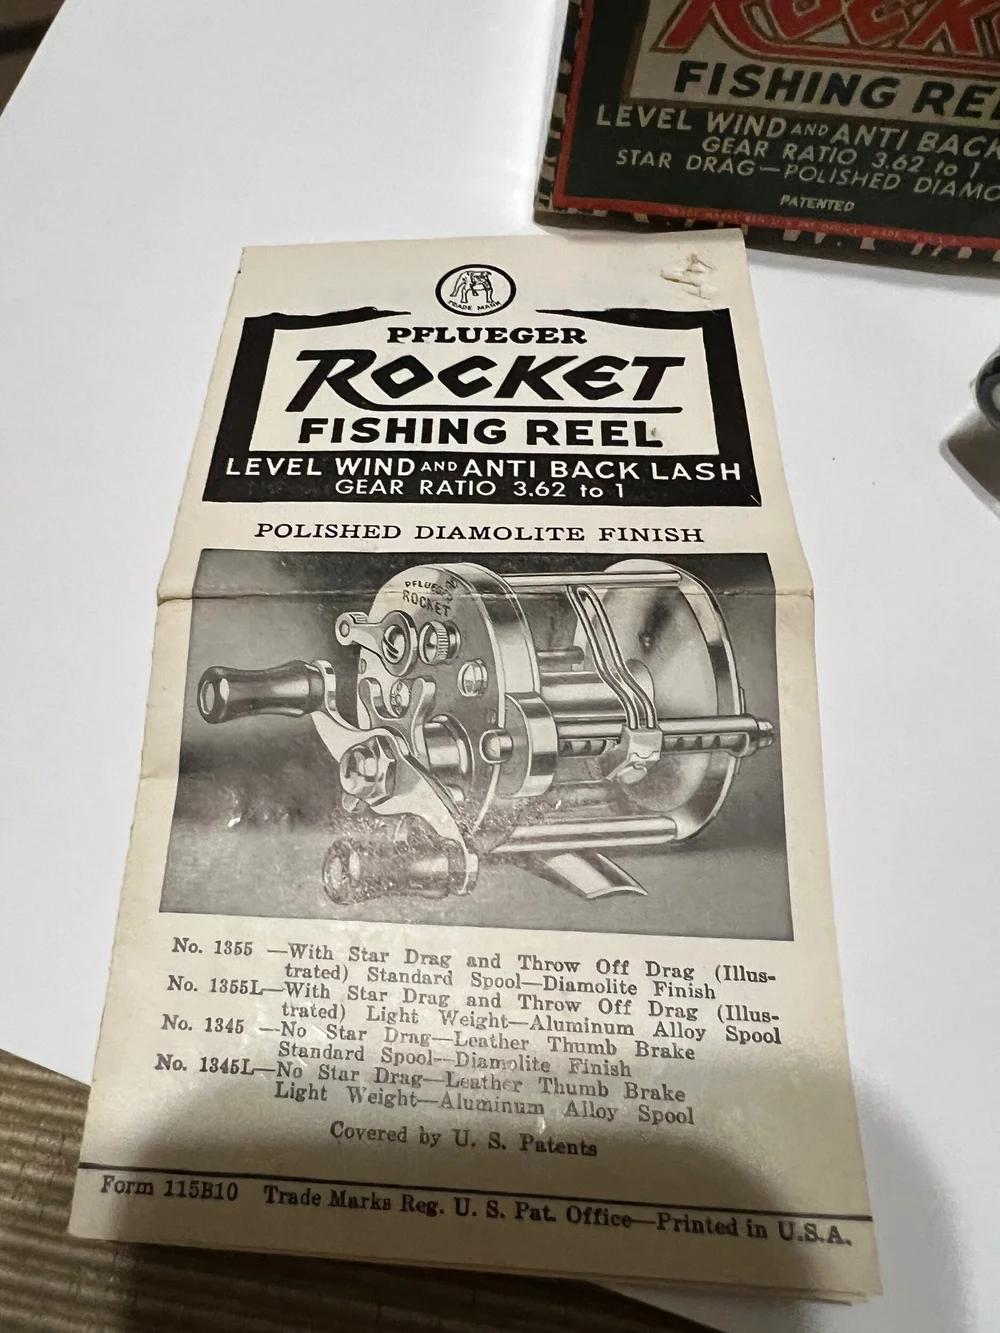 ROCKE
FISHING REE
LEVEL WIND AND ANTI BACK
GEAR RATIO 3.62 to 1
STAR DRAG—POLISHED DIAMO
PATENTED
TRADE MARK
PFLUEGER
ROCKET
FISHING REEL
LEVEL WIND AND ANTI BACK LASH
GEAR RATIO 3.62 to 1
POLISHED DIAMOLITE FINISH
PFLUEGER
ROCKET
No. 1355 —With Star Drag and Throw Off Drag (Illus-
trated) Standard Spool—Diamolite Finish
No. 1355L—With Star Drag and Throw Off Drag (Illus-
trated) Light Weight—Aluminum Alloy Spool
No. 1345 —No Star Drag—Leather Thumb Brake
Standard Spool—Diamolite Finish
No. 1345L—No Star Drag—Leather Thumb Brake
Light Weight—Aluminum Alloy Spool
Covered by U. S. Patents
Form 115B10 Trade Marks Reg. U. S. Pat. Office—Printed in U.S.A.